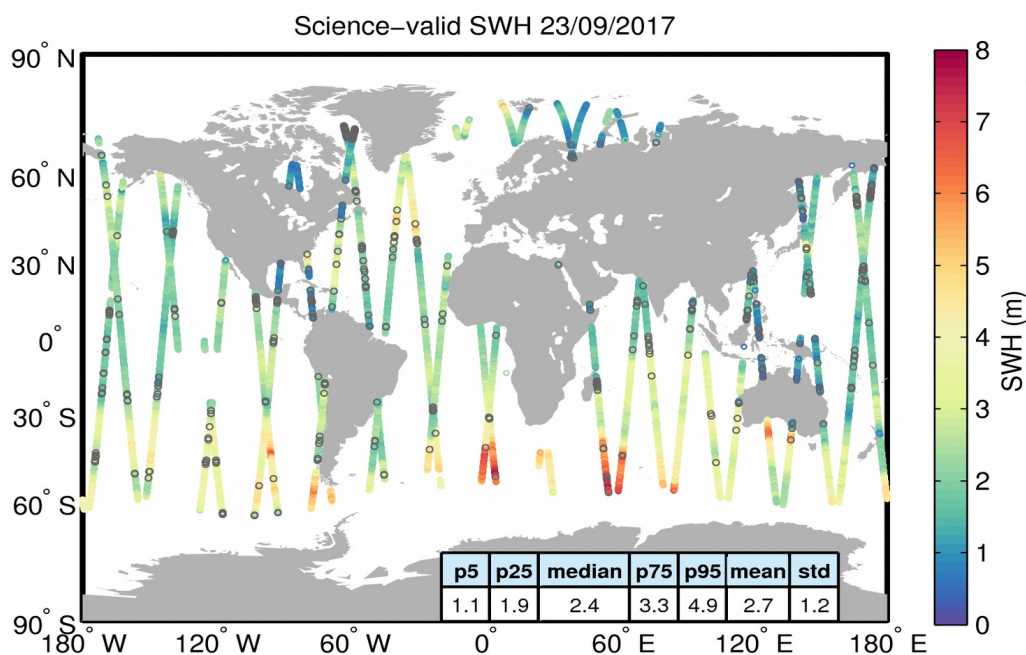 Science−valid SWH 23/09/2017
90° N
60° N
30° N
0°
30° S
60° S
90° S
180° W
120° W
60° W
0°
60° E
120° E
180° E
p5 p25 median p75 p95 mean std
1.1 1.9 2.4 3.3 4.9 2.7 1.2
8
7
6
5
4
3
2
1
0
SWH (m)